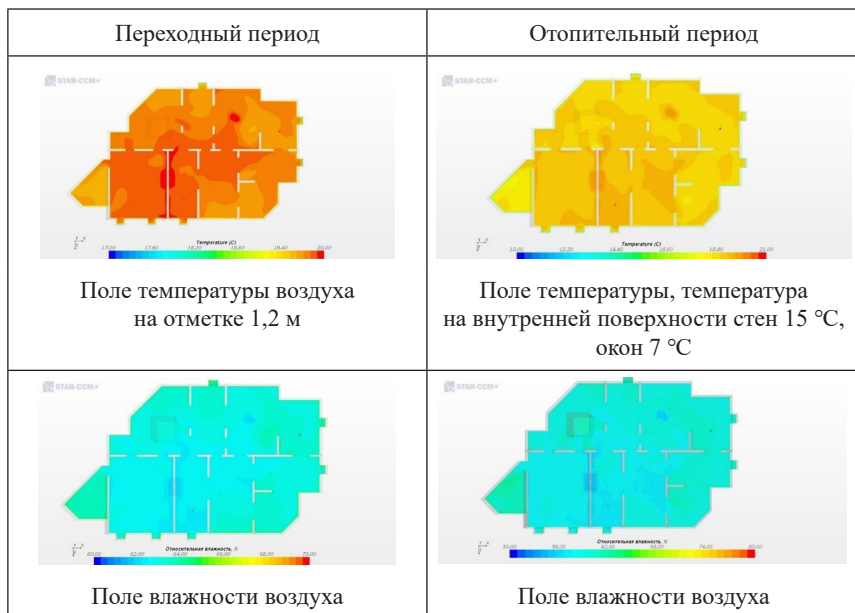 Переходный период
Отопительный период
STAR-CCM+
STAR-CCM+
Temperature (C)
17.00 17.60 18.20 18.80 19.40 20.00
Temperature (C)
10.00 12.20 14.40 16.60 18.80 21.00
Поле температуры воздуха
на отметке 1,2 м
Поле температуры, температура
на внутренней поверхности стен 15 °C,
окон 7 °C
STAR-CCM+
STAR-CCM+
Относительная влажность, %
60.00 62.00 64.00 66.00 68.00 70.00
Относительная влажность, %
50.00 56.00 62.00 68.00 74.00 80.00
Поле влажности воздуха
Поле влажности воздуха